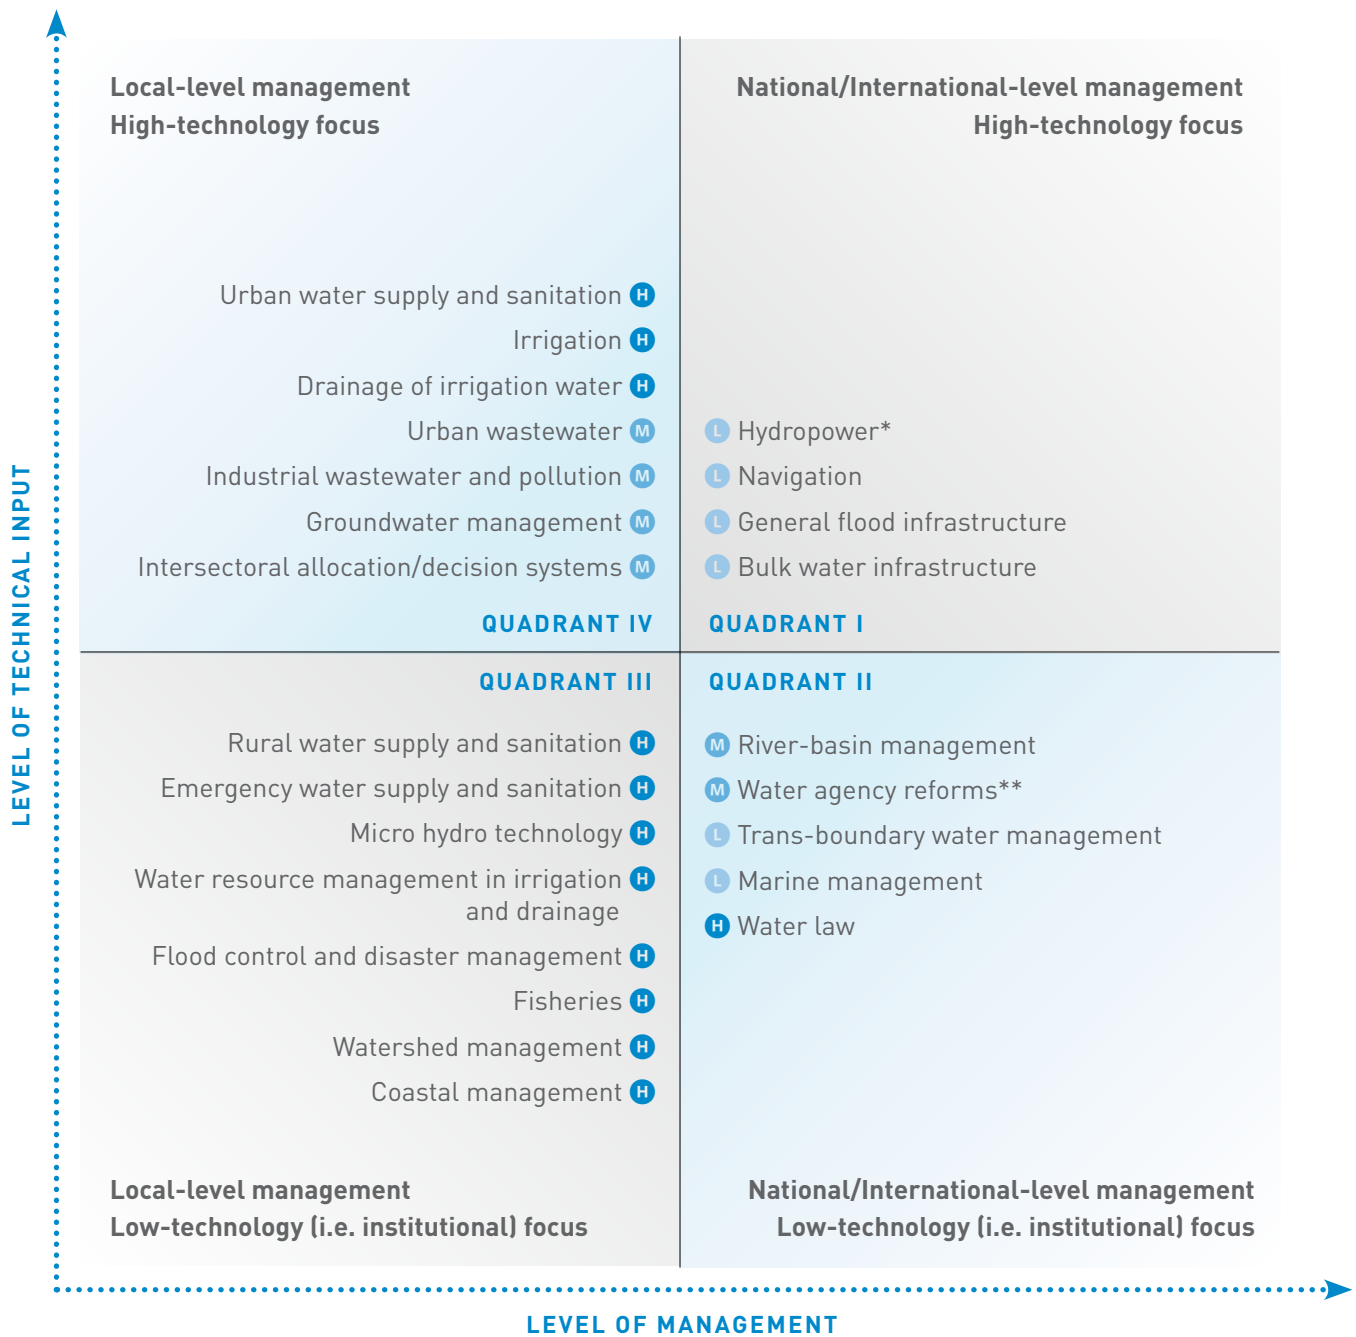 Local-level management
High-technology focus
Urban water supply and sanitation H
Irrigation H
Drainage of irrigation water H
Urban wastewater M
Industrial wastewater and pollution M
Groundwater management M
Intersectoral allocation/decision systems M
QUADRANT IV
National/International-level management
High-technology focus
L Hydropower*
L Navigation
L General flood infrastructure
L Bulk water infrastructure
QUADRANT I
QUADRANT III
Rural water supply and sanitation H
Emergency water supply and sanitation H
Micro hydro technology H
Water resource management in irrigation H
and drainage
Flood control and disaster management H
Fisheries H
Watershed management H
Coastal management H
Local-level management
Low-technology (i.e. institutional) focus
QUADRANT II
M River-basin management
M Water agency reforms**
L Trans-boundary water management
L Marine management
H Water law
National/International-level management
Low-technology (i.e. institutional) focus
LEVEL OF TECHNICAL INPUT
LEVEL OF MANAGEMENT